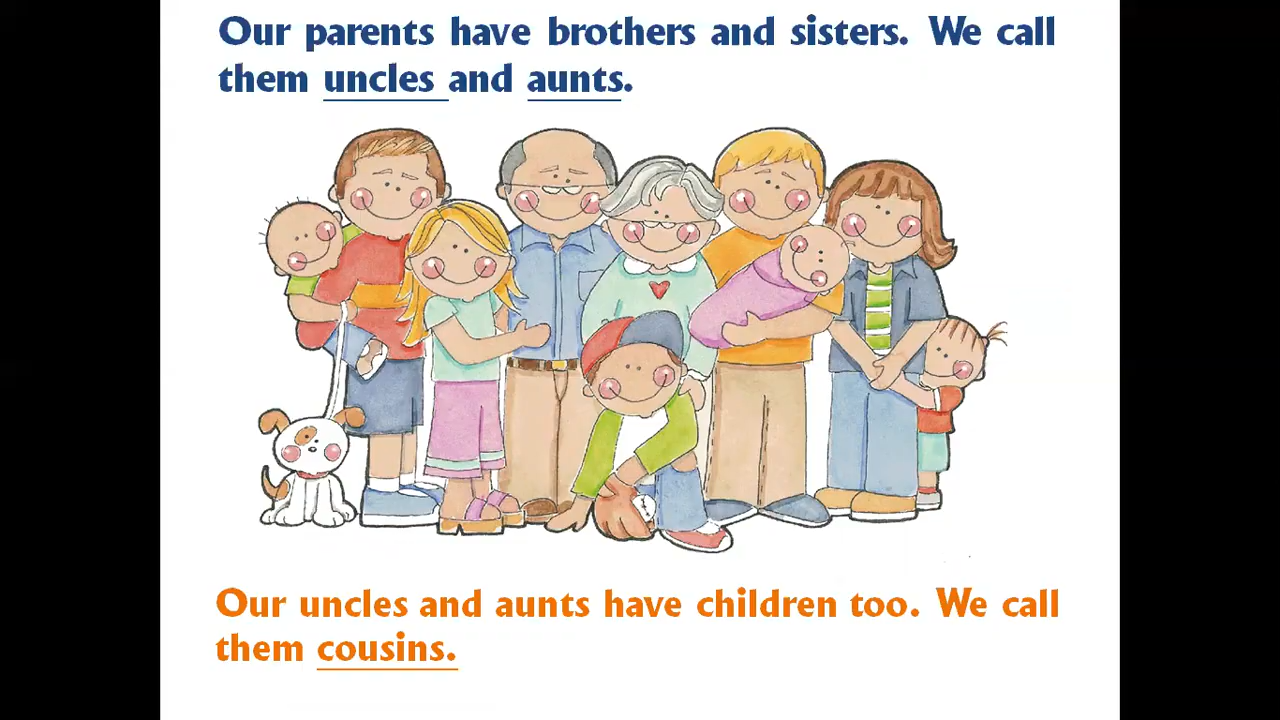 Our parents have brothers and sisters. We call
them uncles and aunts.
Our uncles and aunts have children too. We call
them cousins.